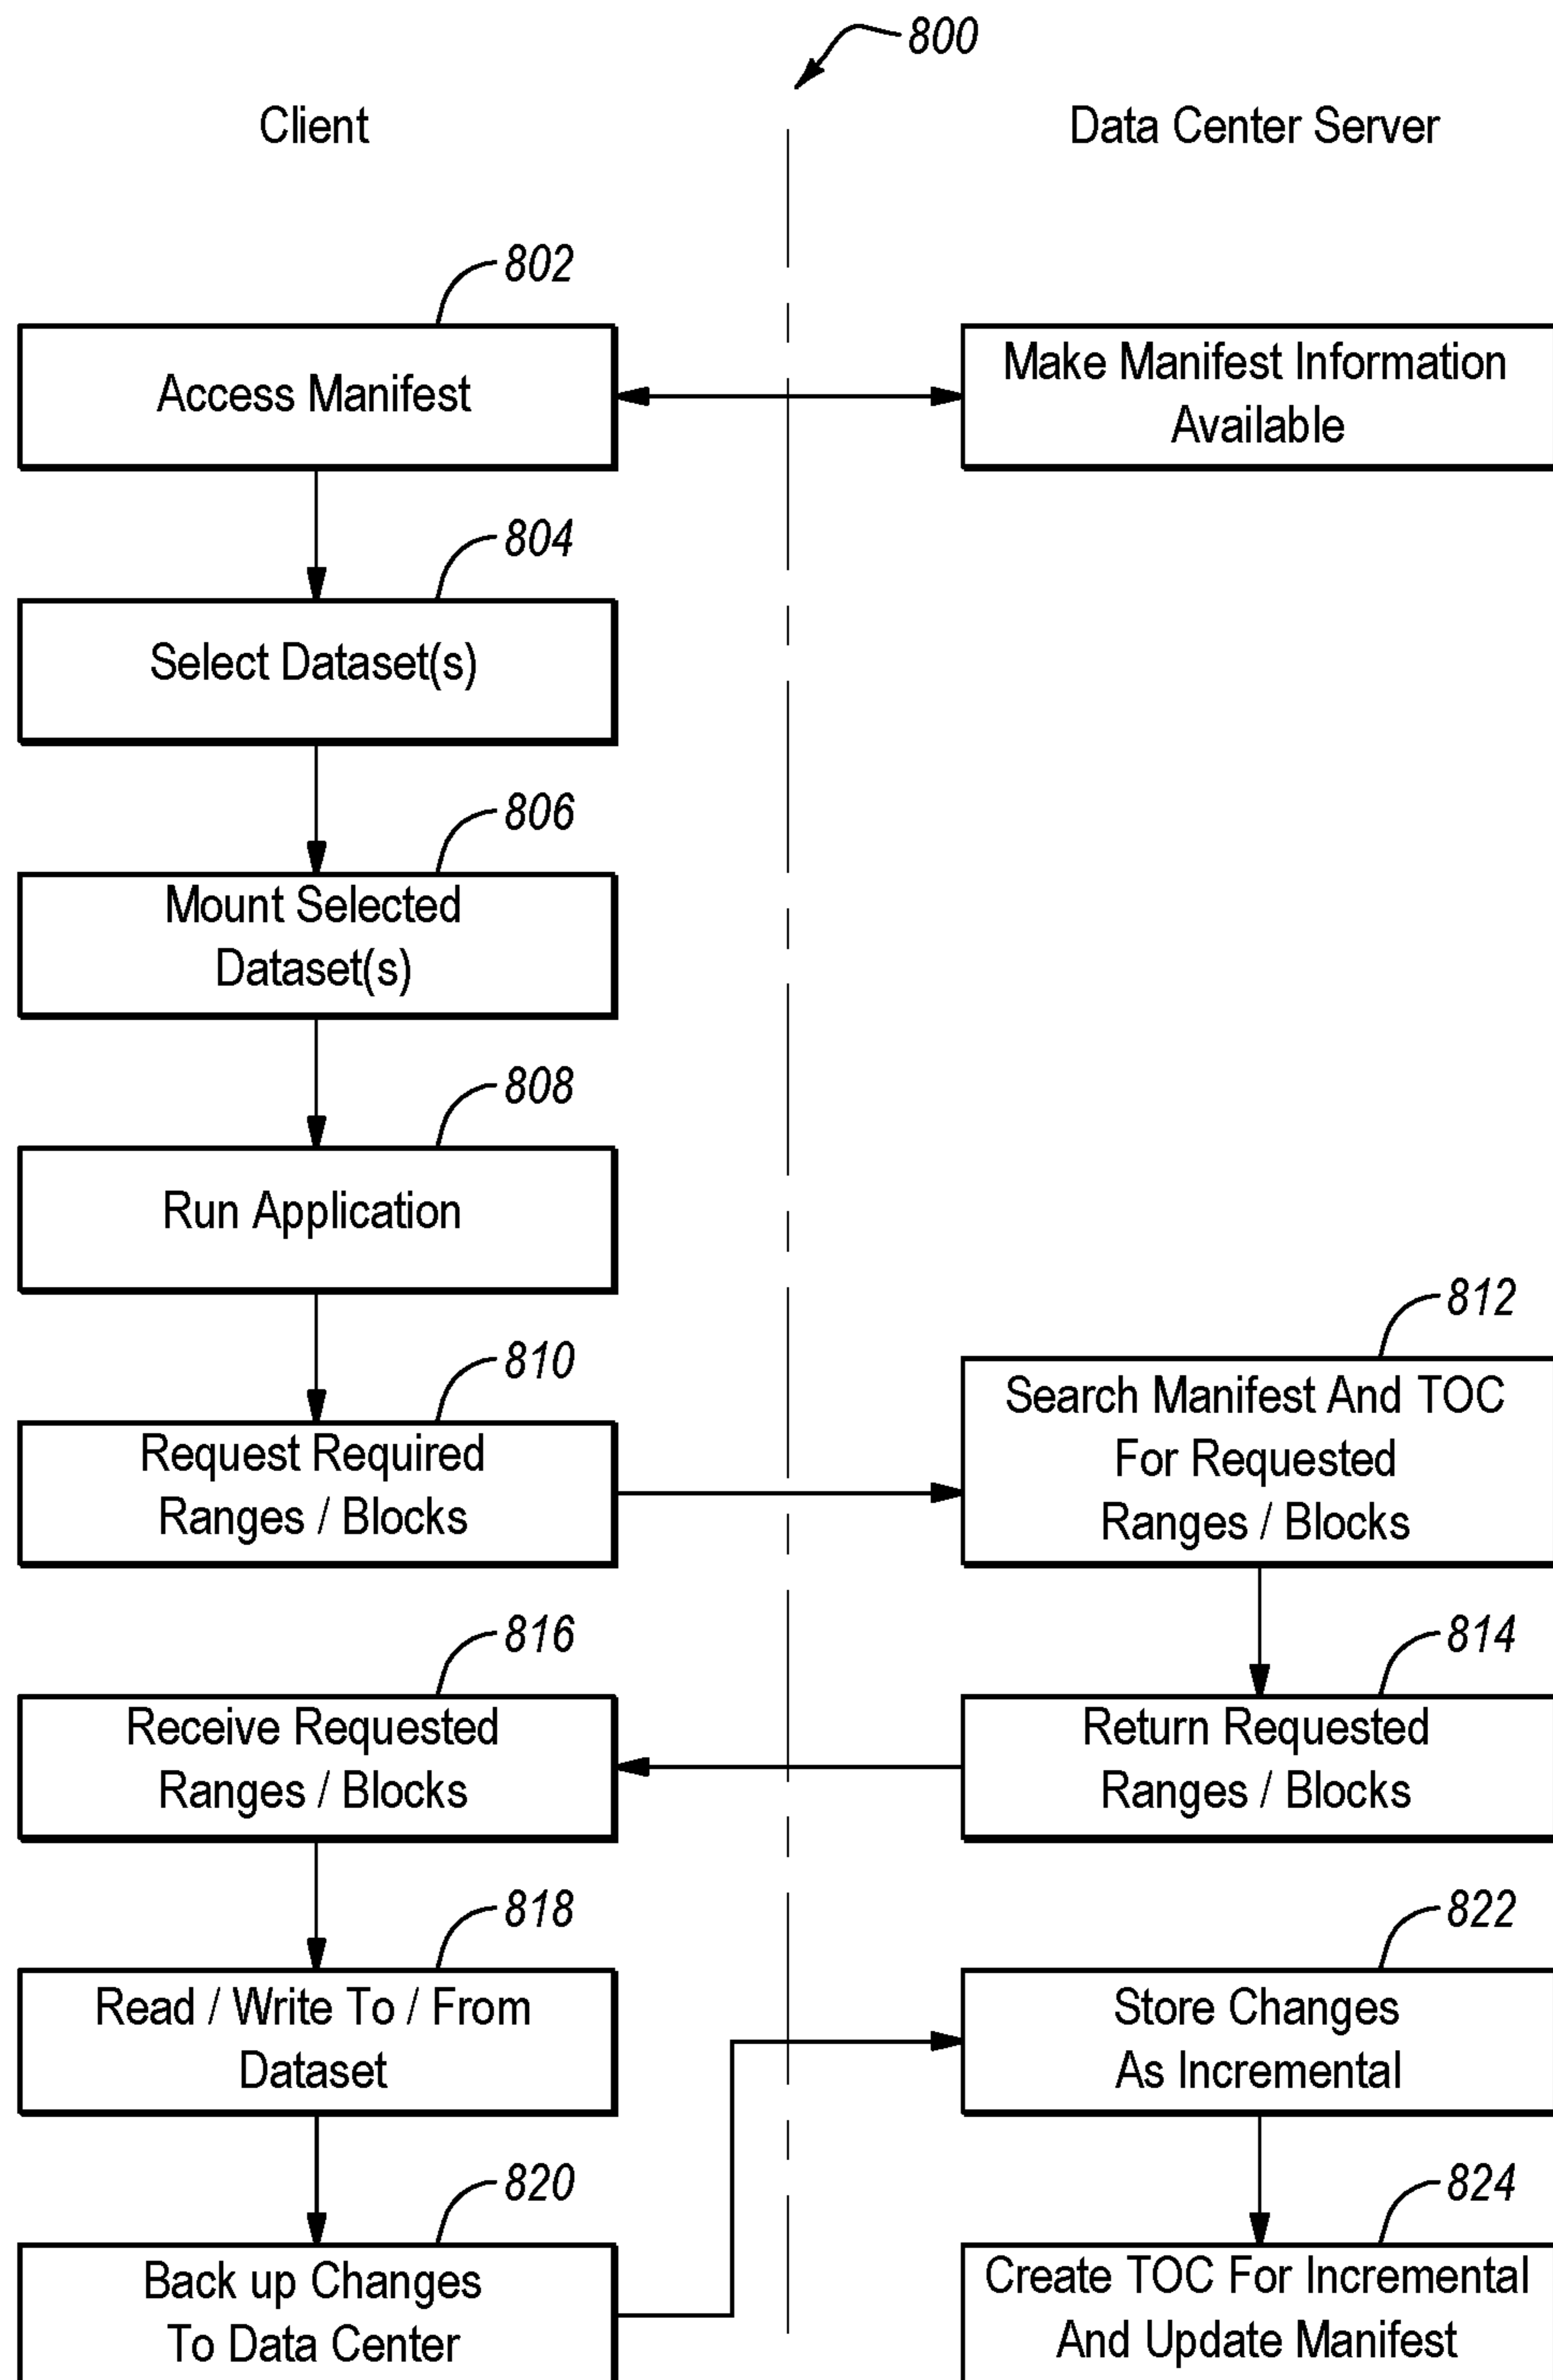 800
Client
Data Center Server
802
Access Manifest
Make Manifest Information
Available
804
Select Dataset(s)
806
Mount Selected
Dataset(s)
808
Run Application
810
Request Required
Ranges / Blocks
812
Search Manifest And TOC
For Requested
Ranges / Blocks
814
Return Requested
Ranges / Blocks
816
Receive Requested
Ranges / Blocks
818
Read / Write To / From
Dataset
820
Back up Changes
To Data Center
822
Store Changes
As Incremental
824
Create TOC For Incremental
And Update Manifest